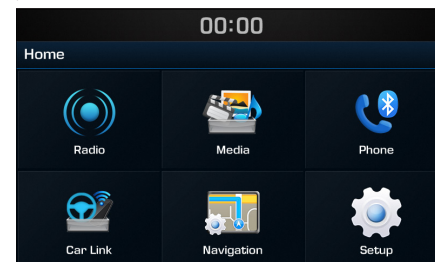 00:00
Home
Radio
Media
Phone
Car Link
Navigation
Setup